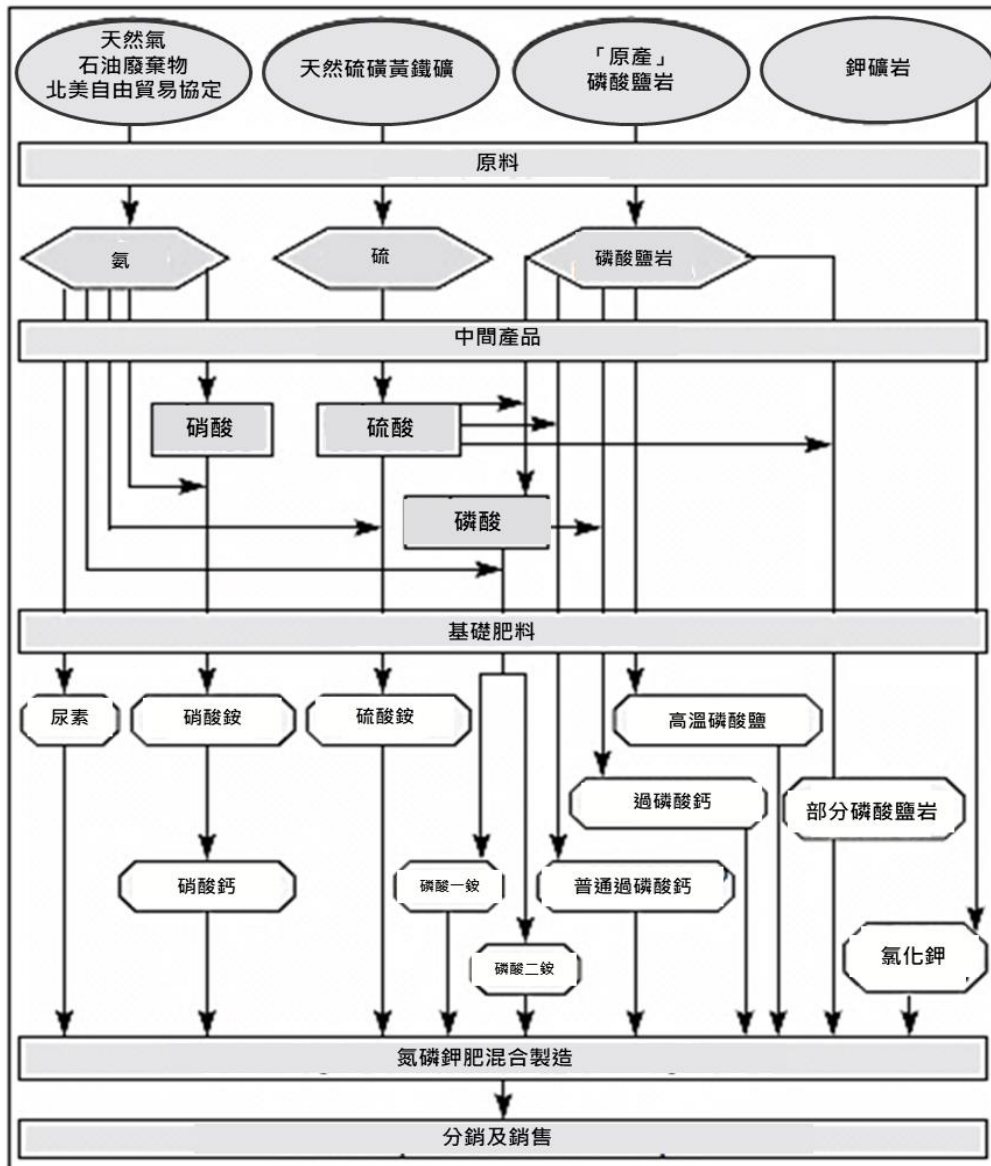 天然氣
石油廢棄物
北美自由貿易協定
天然硫磺黃鐵礦
「原產」
磷酸鹽岩
鉀礦岩
原料
氨
硫
磷酸鹽岩
中間產品
硝酸
硫酸
磷酸
基礎肥料
尿素
硝酸銨
硫酸銨
高溫磷酸鹽
過磷酸鈣
部分磷酸鹽岩
硝酸鈣
磷酸一銨
普通過磷酸鈣
磷酸二銨
氯化鉀
氮磷鉀肥混合製造
分銷及銷售